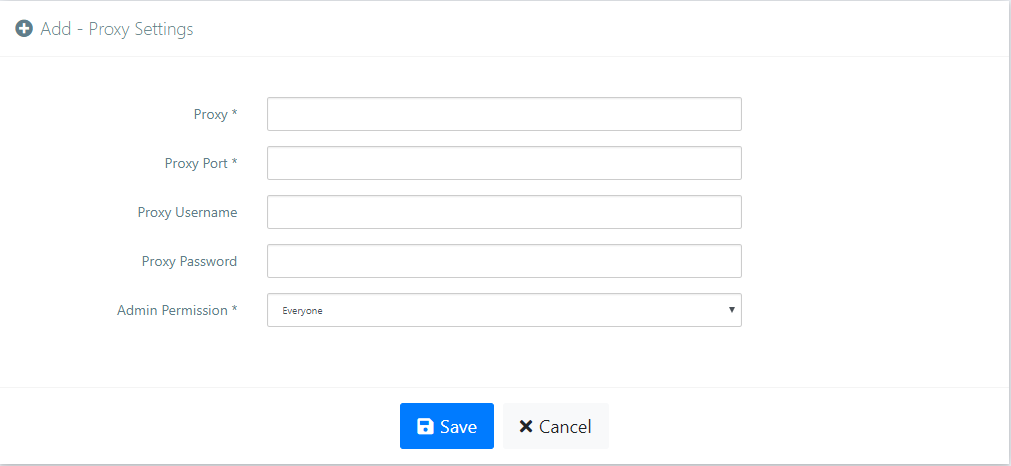 Add - Proxy Settings
Proxy *
Proxy Port *
Proxy Username
Proxy Password
Admin Permission *
Everyone
Save
Cancel